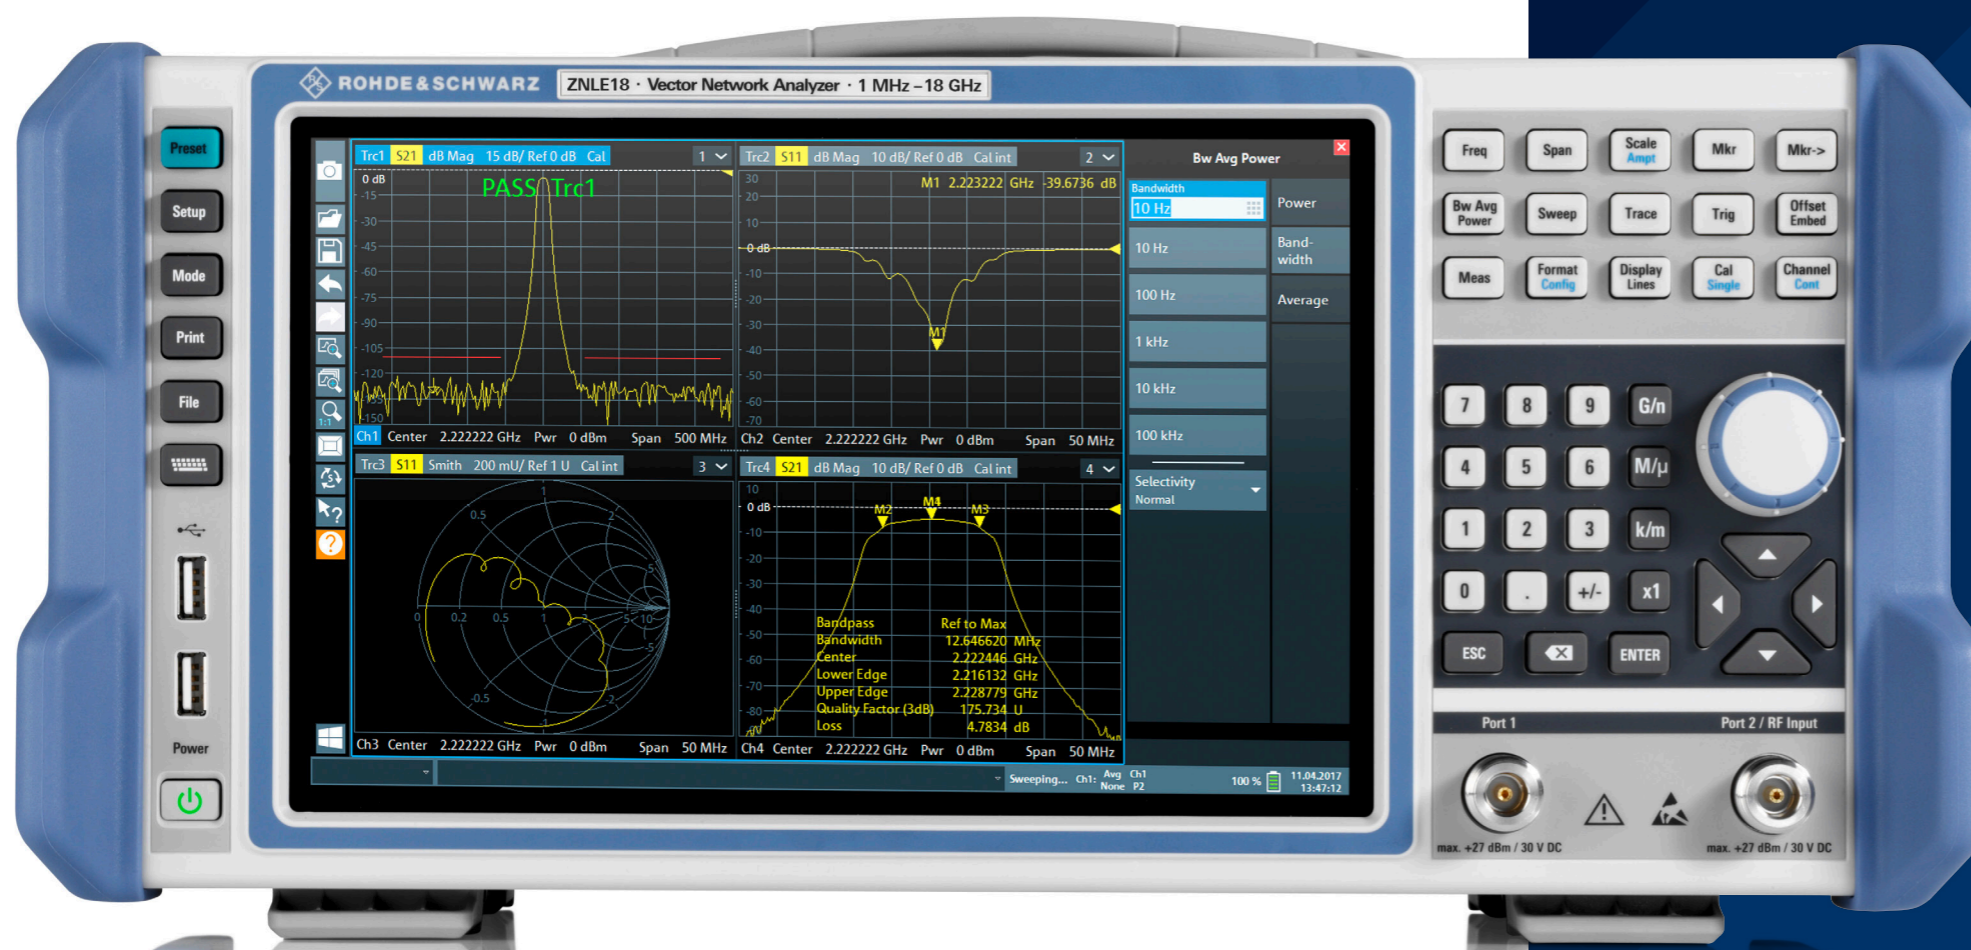 ROHDE&SCHWARZ
ZNLE18 · Vector Network Analyzer · 1 MHz – 18 GHz
Preset
Setup
Mode
Print
File
Power
Trc1 S21 dB Mag 15 dB/ Ref 0 dB Cal 1
0 dB
PASS Trc1
-15
-30
-45
-60
-75
-90
-105
-120
-150
Ch1 Center 2.222222 GHz Pwr 0 dBm Span 500 MHz
Trc2 S11 dB Mag 10 dB/ Ref 0 dB Cal int 2
M1 2.223222 GHz -39.6736 dB
30
20
10
0 dB
-10
-20
-30
-40
-50
-60
-70
M1
Ch2 Center 2.222222 GHz Pwr 0 dBm Span 50 MHz
Trc3 S11 Smith 200 mU/ Ref 1 U Cal int 3
1
0.5
2
5
0
0.2
0.5
1
2
5
10
-5
-0.5
-2
-1
Ch3 Center 2.222222 GHz Pwr 0 dBm Span 50 MHz
Trc4 S21 dB Mag 10 dB/ Ref 0 dB Cal int 4
10
0 dB
-10
-20
-30
-40
-50
-60
-70
-80
M2
M4
M3
Bandpass Ref to Max
Bandwidth 12.646620 MHz
Center 2.222446 GHz
Lower Edge 2.216132 GHz
Upper Edge 2.228779 GHz
Quality Factor (3dB) 175.734 U
Loss 4.7834 dB
Ch4 Center 2.222222 GHz Pwr 0 dBm Span 50 MHz
1:1
Bw Avg Power
Bandwidth
10 Hz
10 Hz
100 Hz
1 kHz
10 kHz
100 kHz
Selectivity
Normal
Power
Band-
width
Average
Sweeping... Ch1: Avg None Ch1 P2
100 %
11.04.2017
13:47:12
Freq
Span
Scale
Ampt
Mkr
Mkr->
Bw Avg
Power
Sweep
Trace
Trig
Offset
Embed
Meas
Format
Config
Display
Lines
Cal
Single
Channel
Cont
7 8 9 G/n
4 5 6 M/µ
1 2 3 k/m
0 . +/- x1
ESC ENTER
Port 1
Port 2 / RF Input
max. +27 dBm / 30 V DC
max. +27 dBm / 30 V DC